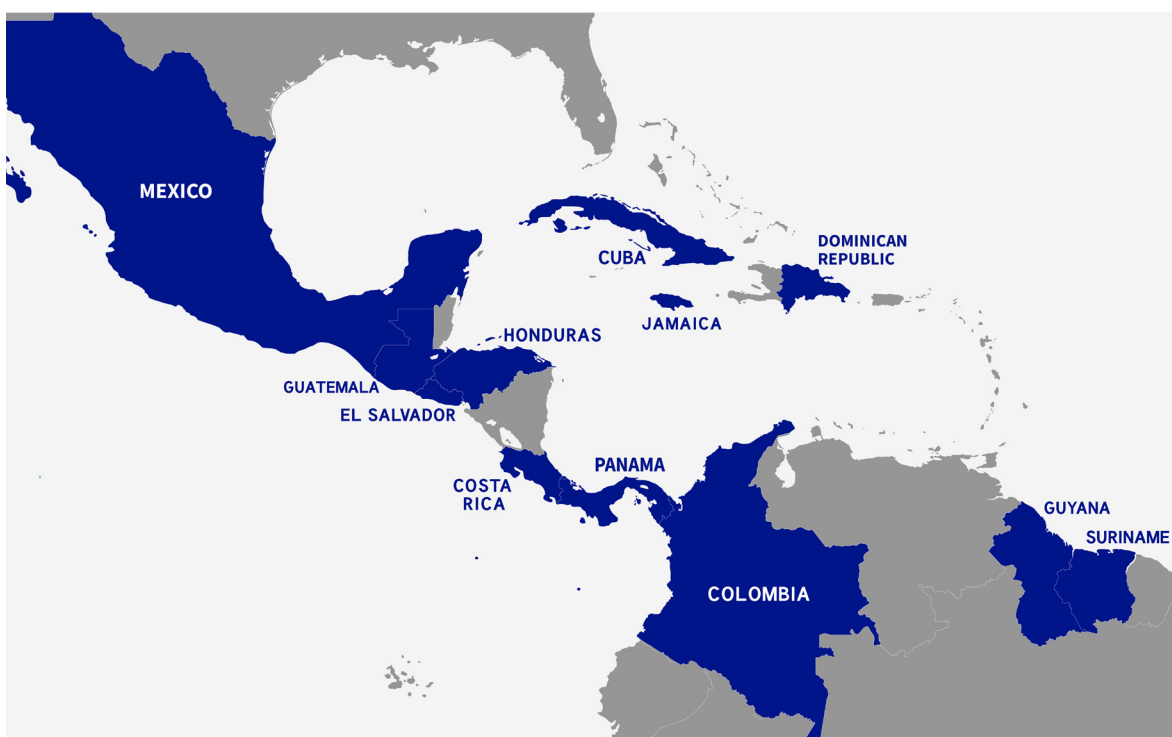 MEXICO
CUBA
DOMINICAN
REPUBLIC
JAMAICA
HONDURAS
GUATEMALA
EL SALVADOR
COSTA
RICA
PANAMA
GUYANA
SURINAME
COLOMBIA